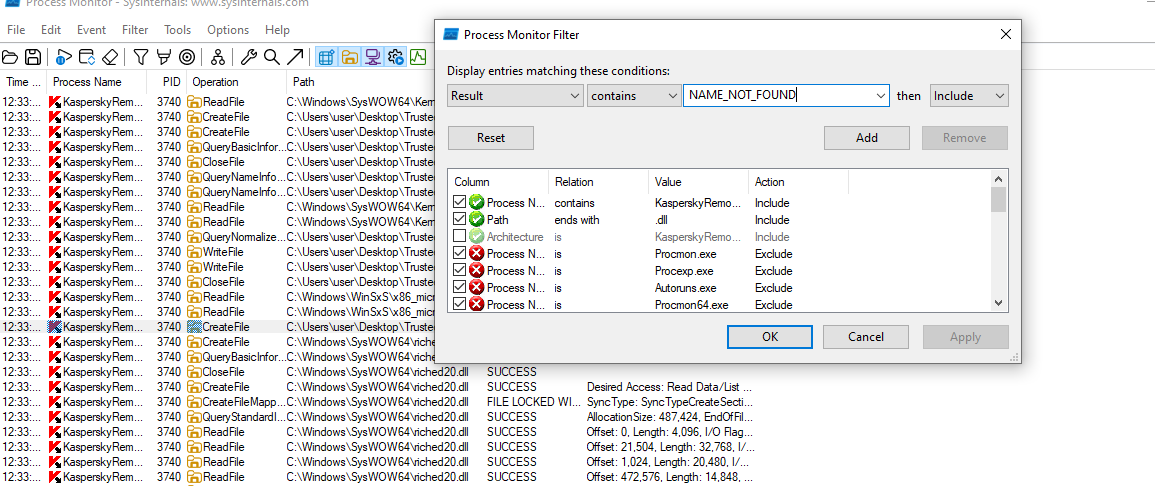 Process Monitor - Sysinternals: www.sysinternals.com
File Edit Event Filter Tools Options Help
Time ... Process Name PID Operation Path
12:33:... KasperskyRem... 3740 ReadFile C:\Windows\SysWOW64\Kern
12:33:... KasperskyRem... 3740 CreateFile C:\Users\user\Desktop\Truste
12:33:... KasperskyRem... 3740 CreateFile C:\Users\user\Desktop\Truste
12:33:... KasperskyRem... 3740 QueryBasicInfor... C:\Users\user\Desktop\Truste
12:33:... KasperskyRem... 3740 CloseFile C:\Users\user\Desktop\Truste
12:33:... KasperskyRem... 3740 QueryNameInfo... C:\Users\user\Desktop\Truste
12:33:... KasperskyRem... 3740 QueryNameInfo... C:\Users\user\Desktop\Truste
12:33:... KasperskyRem... 3740 ReadFile C:\Windows\SysWOW64\Kern
12:33:... KasperskyRem... 3740 ReadFile C:\Windows\SysWOW64\Kern
12:33:... KasperskyRem... 3740 QueryNormalize... C:\Users\user\Desktop\Truste
12:33:... KasperskyRem... 3740 WriteFile C:\Users\user\Desktop\Truste
12:33:... KasperskyRem... 3740 WriteFile C:\Users\user\Desktop\Truste
12:33:... KasperskyRem... 3740 CloseFile C:\Users\user\Desktop\Truste
12:33:... KasperskyRem... 3740 ReadFile C:\Windows\WinSxS\x86_micr
12:33:... KasperskyRem... 3740 ReadFile C:\Windows\WinSxS\x86_micr
12:33:... KasperskyRem... 3740 CreateFile C:\Users\user\Desktop\Truste
12:33:... KasperskyRem... 3740 CreateFile C:\Windows\SysWOW64\riched
12:33:... KasperskyRem... 3740 QueryBasicInfor... C:\Windows\SysWOW64\riched
12:33:... KasperskyRem... 3740 CloseFile C:\Windows\SysWOW64\riched20.dll SUCCESS
12:33:... KasperskyRem... 3740 CreateFile C:\Windows\SysWOW64\riched20.dll SUCCESS Desired Access: Read Data/List ...
12:33:... KasperskyRem... 3740 CreateFileMapp... C:\Windows\SysWOW64\riched20.dll FILE LOCKED WI... SyncType: SyncTypeCreateSecti...
12:33:... KasperskyRem... 3740 QueryStandardI... C:\Windows\SysWOW64\riched20.dll SUCCESS AllocationSize: 487,424, EndOfFil...
12:33:... KasperskyRem... 3740 ReadFile C:\Windows\SysWOW64\riched20.dll SUCCESS Offset: 0, Length: 4,096, I/O Flag...
12:33:... KasperskyRem... 3740 ReadFile C:\Windows\SysWOW64\riched20.dll SUCCESS Offset: 21,504, Length: 32,768, I/...
12:33:... KasperskyRem... 3740 ReadFile C:\Windows\SysWOW64\riched20.dll SUCCESS Offset: 1,024, Length: 20,480, I/...
12:33:... KasperskyRem... 3740 ReadFile C:\Windows\SysWOW64\riched20.dll SUCCESS Offset: 472,576, Length: 14,848, ...
Process Monitor Filter
Display entries matching these conditions:
Result contains NAME_NOT_FOUND then Include
Reset Add Remove
Column Relation Value Action
Process N... contains KasperskyRemo... Include
Path ends with .dll Include
Architecture is KasperskyRemo... Include
Process N... is Procmon.exe Exclude
Process N... is Procexp.exe Exclude
Process N... is Autoruns.exe Exclude
Process N... is Procmon64.exe Exclude
OK Cancel Apply